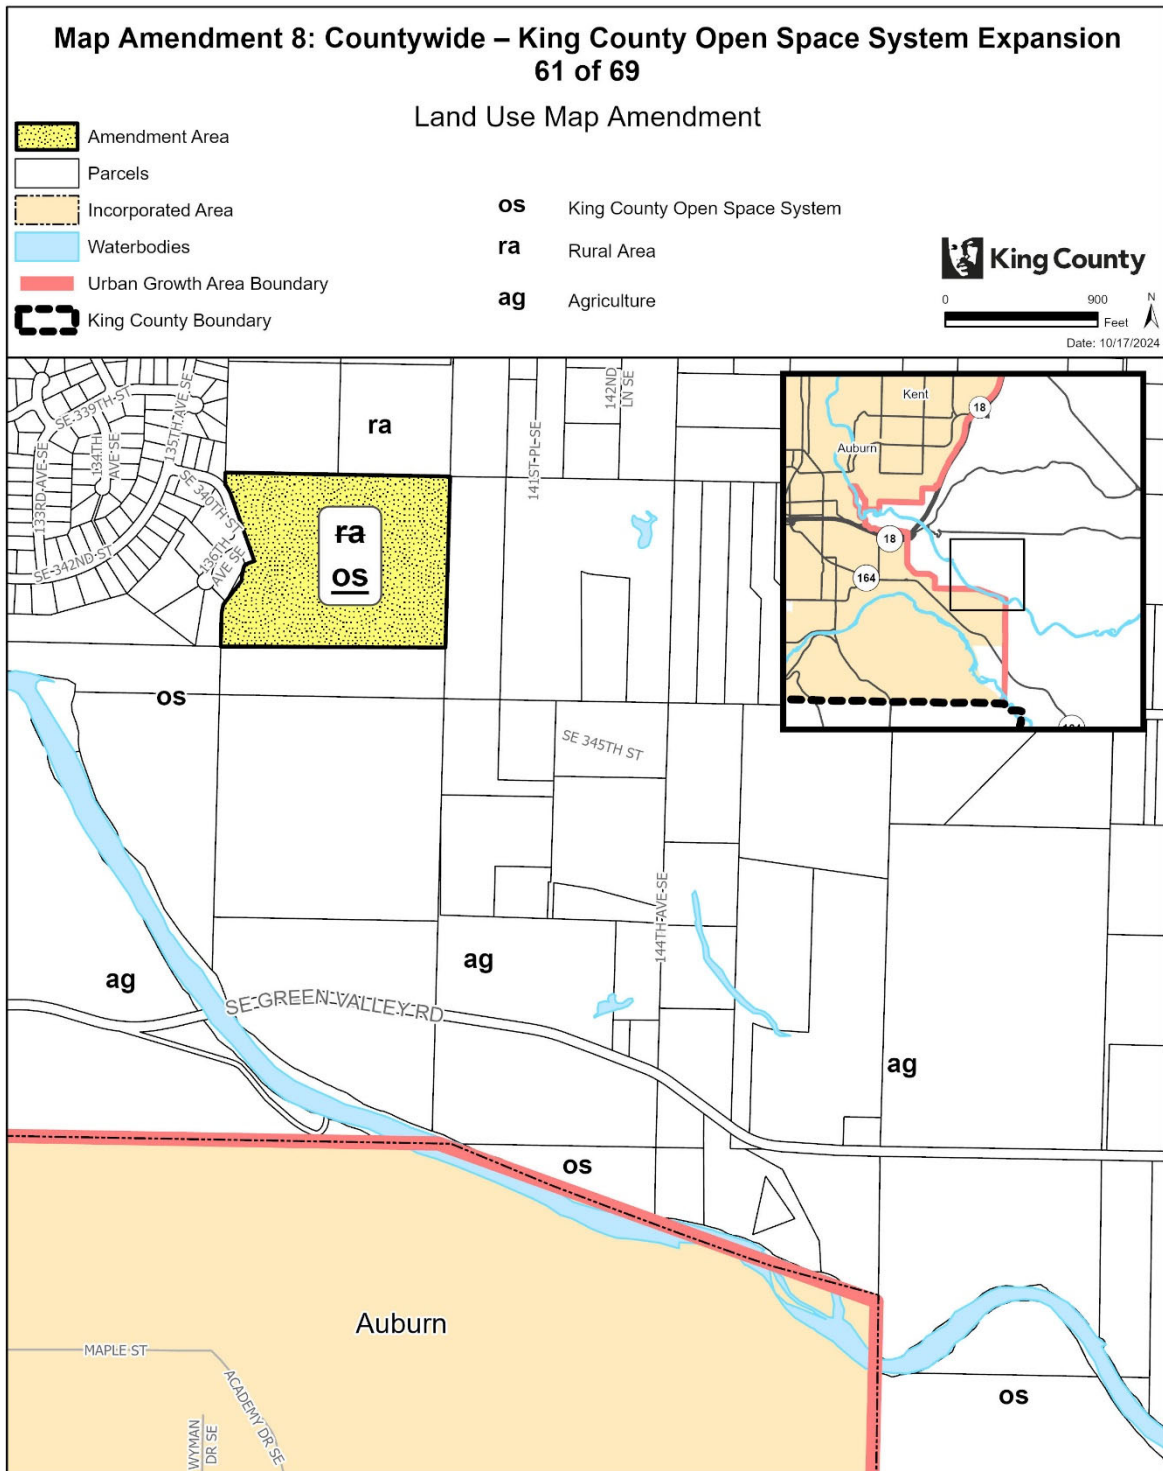 Map Amendment 8: Countywide – King County Open Space System Expansion
61 of 69
Land Use Map Amendment
Amendment Area
Parcels
Incorporated Area
Waterbodies
Urban Growth Area Boundary
King County Boundary
os King County Open Space System
ra Rural Area
ag Agriculture
King County
0 900
Feet
N
Date: 10/17/2024
SE 339TH ST
135TH AVE SE
134TH
AVE SE
133RD AVE SE
SE 340TH ST
136TH
AVE SE
SE 342ND ST
ra
ra
os
141ST PL SE
142ND
LN SE
Kent
18
Auburn
18
164
os
SE 345TH ST
144TH AVE SE
ag
ag
SE GREEN VALLEY RD
ag
os
Auburn
MAPLE ST
ACADEMY DR SE
WYMAN
DR SE
os